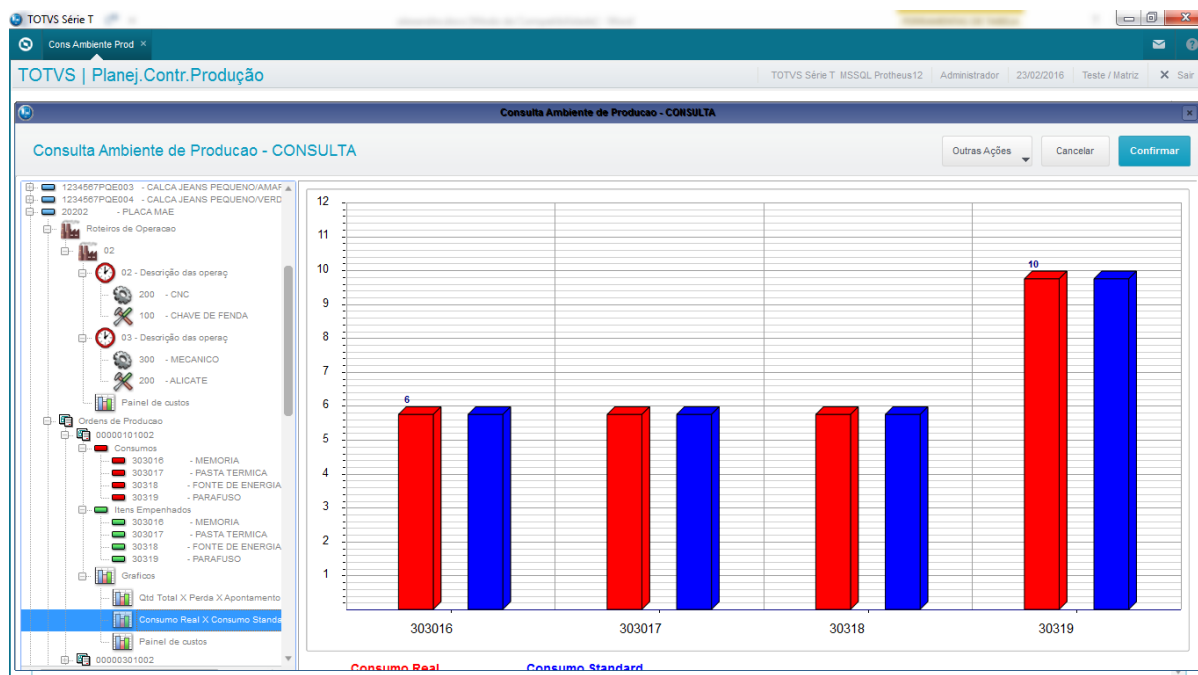 TOTVS Série T
Cons Ambiente Prod ×
TOTVS | Planej.Contr.Produção
TOTVS Série T MSSQL Protheus12 Administrador 23/02/2016 Teste / Matriz X Sair
Consulta Ambiente de Producao - CONSULTA
Consulta Ambiente de Producao - CONSULTA
Outras Ações Cancelar Confirmar
1234567PQE003 - CALCA JEANS PEQUENO/AMAR
1234567PQE004 - CALCA JEANS PEQUENO/VERD
20202 - PLACA MAE
Roteiros de Operacao
02
02 - Descrição das operaç
200 - CNC
100 - CHAVE DE FENDA
03 - Descrição das operaç
300 - MECANICO
200 - ALICATE
Painel de custos
Ordens de Producao
00000101002
Consumos
303016 - MEMORIA
303017 - PASTA TERMICA
30318 - FONTE DE ENERGIA
30319 - PARAFUSO
Itens Empenhados
303016 - MEMORIA
303017 - PASTA TERMICA
30318 - FONTE DE ENERGIA
30319 - PARAFUSO
Graficos
Qtd Total X Perda X Apontamento
Consumo Real X Consumo Standa
Painel de custos
00000301002
12
11
10
9
8
7
6
5
4
3
2
1
6
10
303016 303017 30318 30319
Consumo Real Consumo Standard